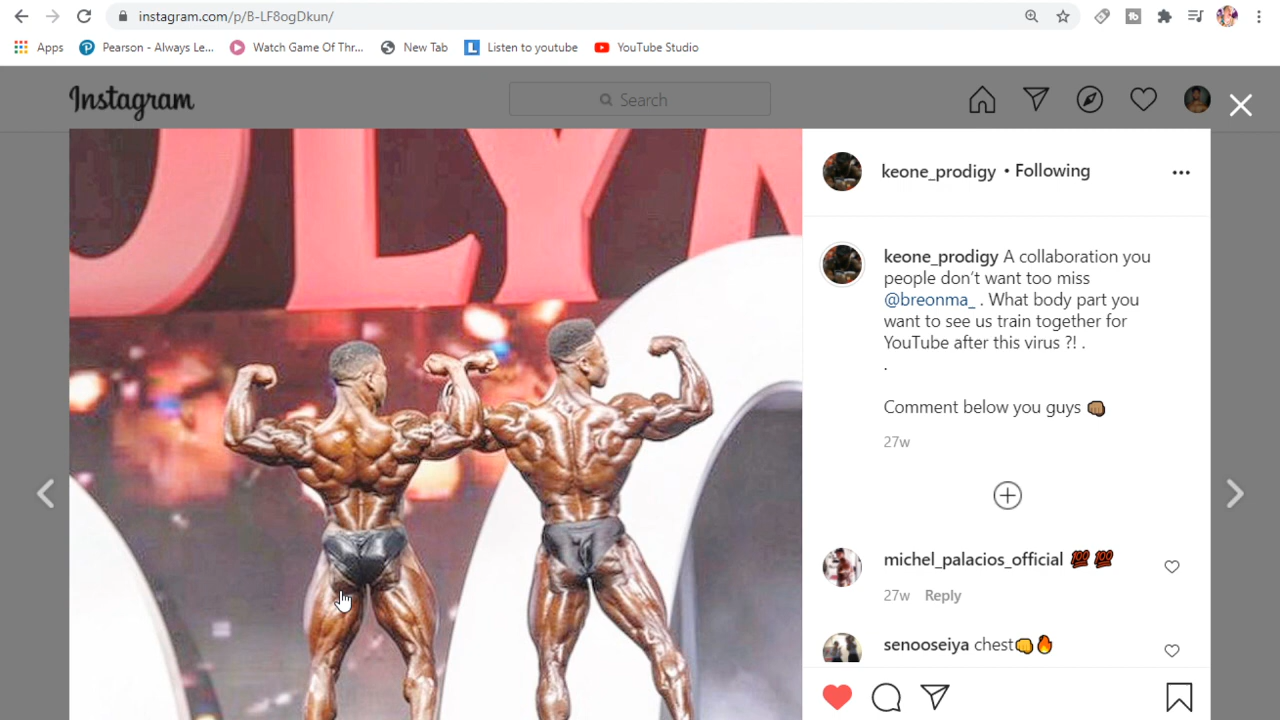 instagram.com/p/B-LF8ogDkun/
Apps
Pearson - Always Le...
Watch Game Of Thr...
New Tab
Listen to youtube
YouTube Studio
Instagram
Search
OLYM
keone_prodigy • Following
keone_prodigy A collaboration you
people don't want too miss
@breonma_ . What body part you
want to see us train together for
YouTube after this virus ?! .
.
Comment below you guys 👊🏽
27w
michel_palacios_official 💯 💯
27w Reply
senooseiya chest👊🔥